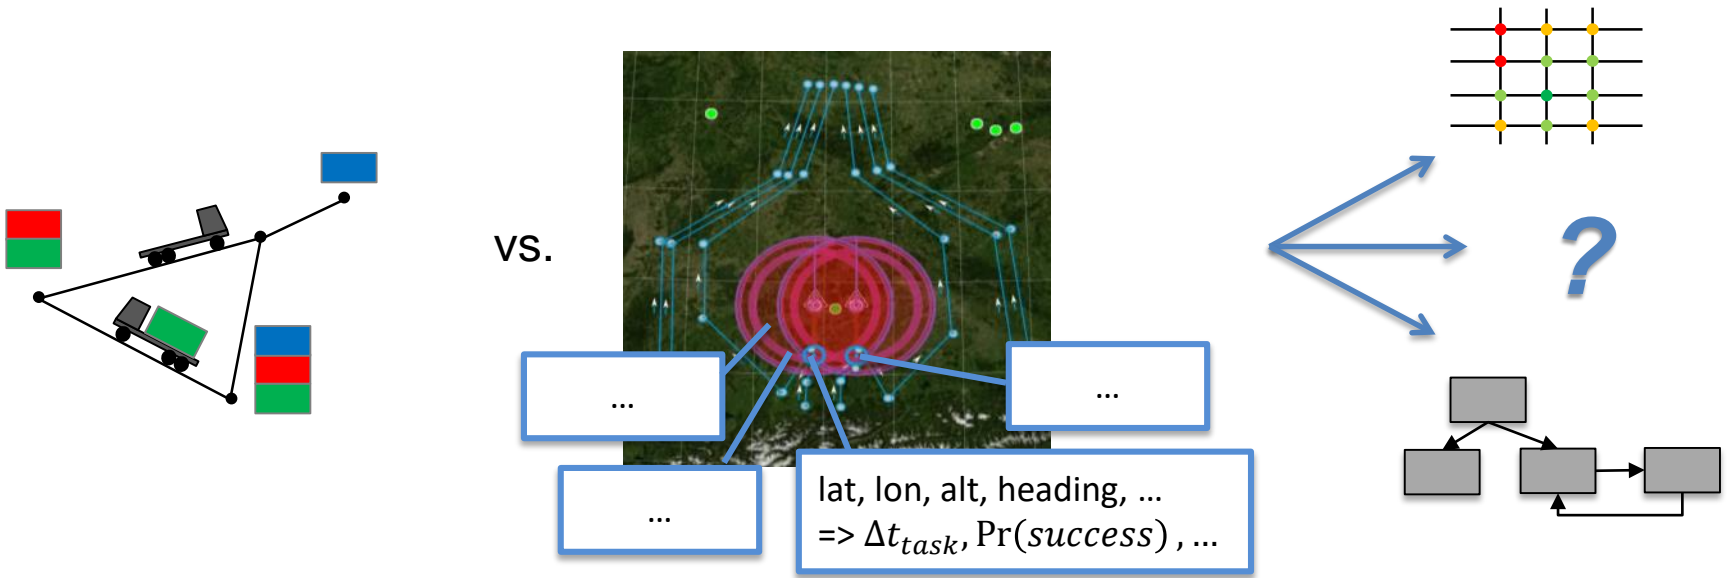 vs.
?
...
...
...
lat, lon, alt, heading, ...
=> Δt_task, Pr(success) , ...